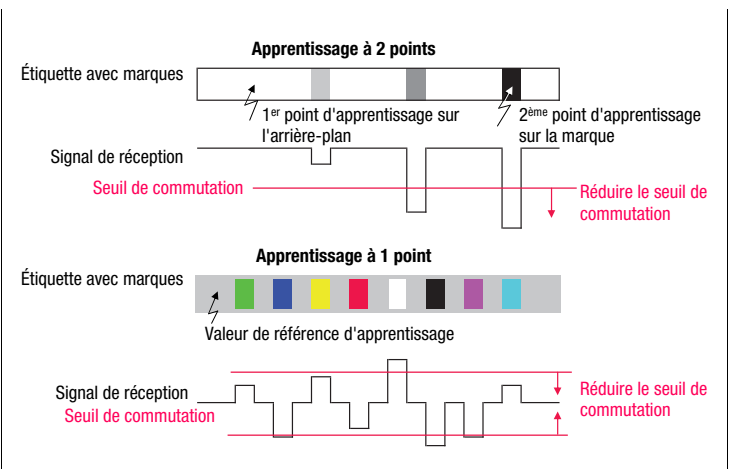 Apprentissage à 2 points
Étiquette avec marques
1er point d'apprentissage sur
l'arrière-plan
2ème point d'apprentissage
sur la marque
Signal de réception
Seuil de commutation
Réduire le seuil de
commutation
Apprentissage à 1 point
Étiquette avec marques
Valeur de référence d'apprentissage
Signal de réception
Seuil de commutation
Réduire le seuil de
commutation